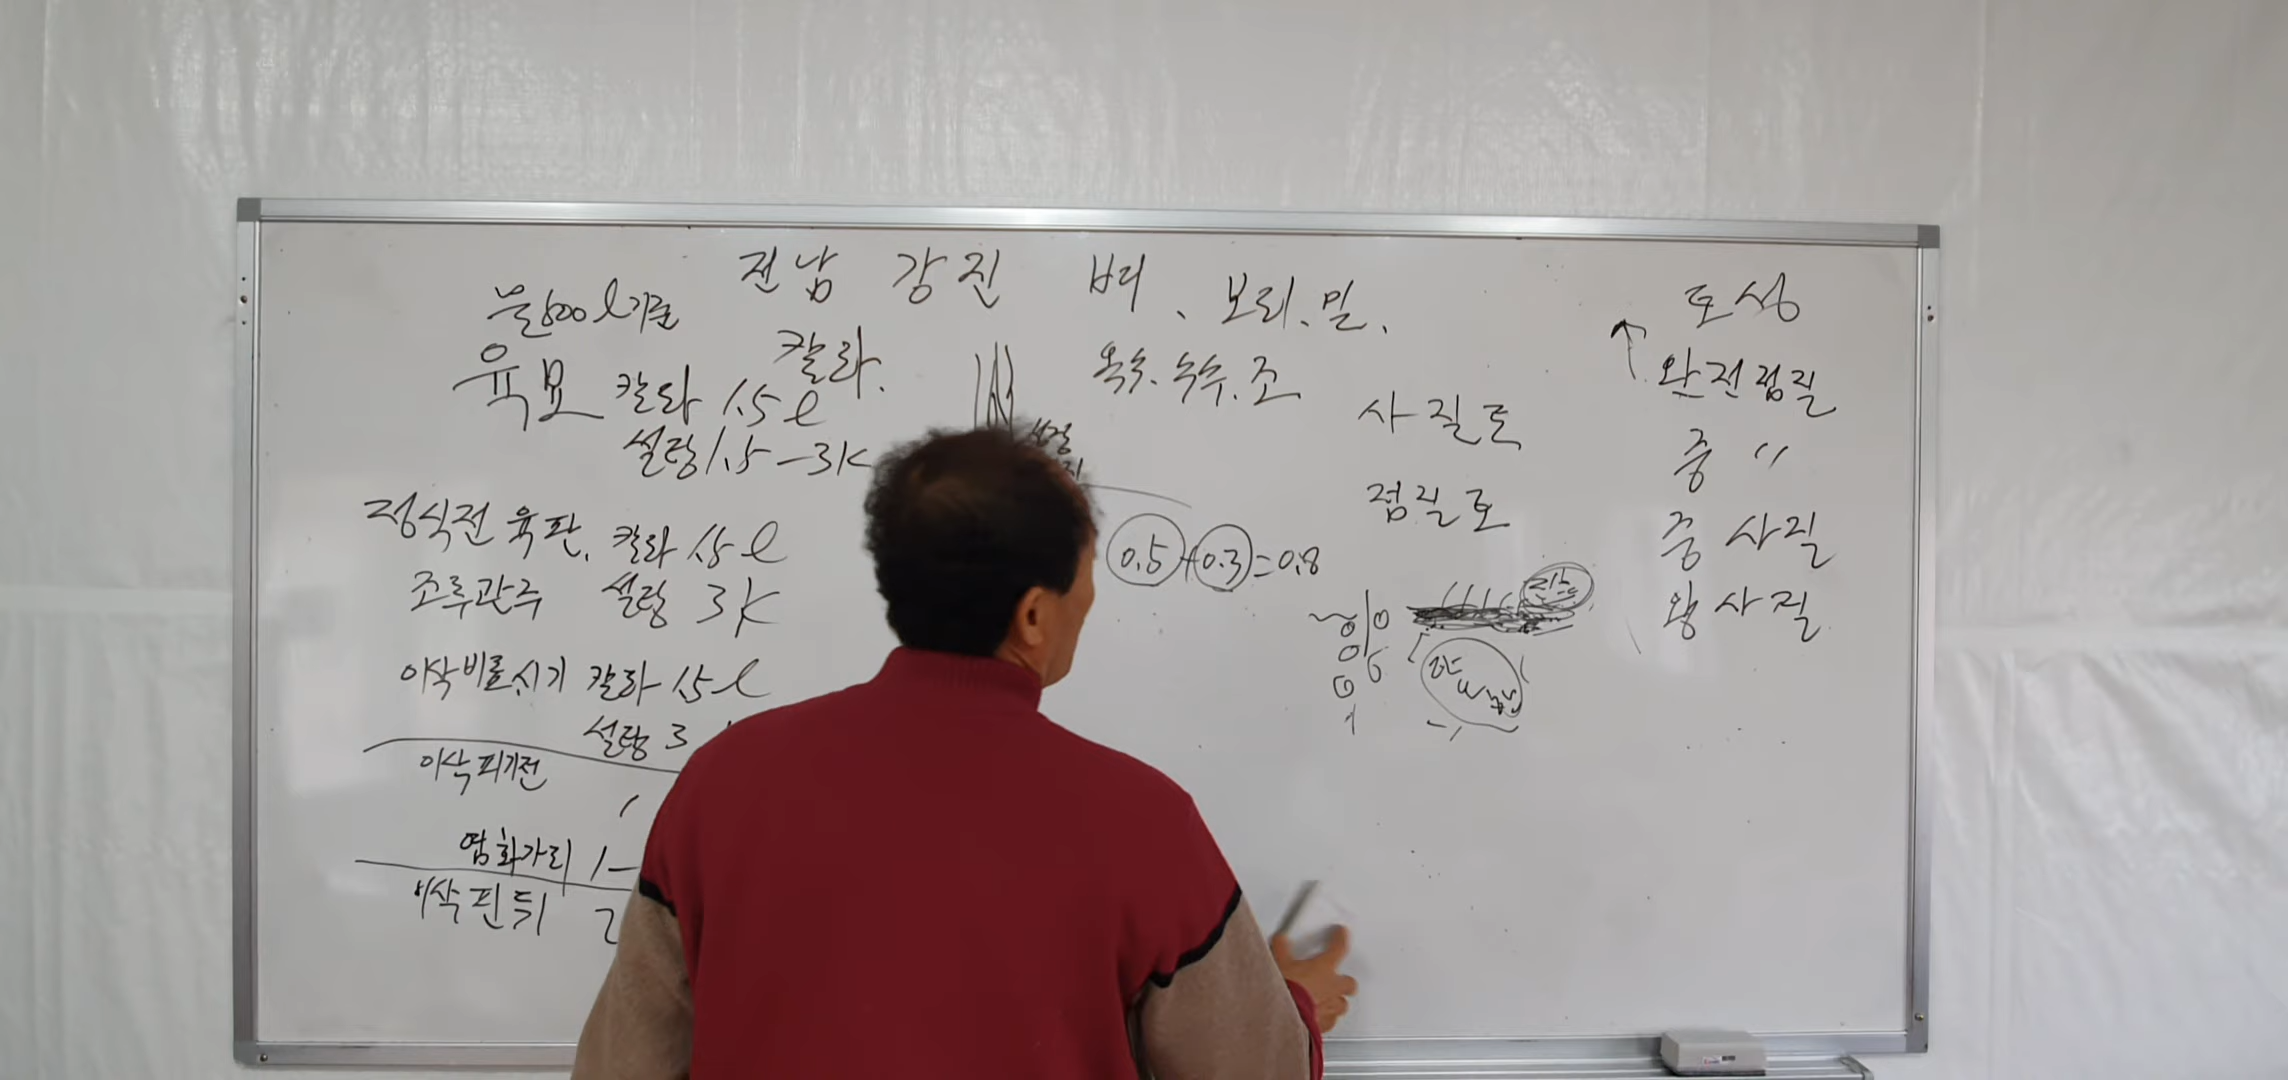 전남 강진 벼、보리、밀、
물600ℓ기준
칼라.
옥수、수수、조
육묘 칼라 1.5ℓ
설탕 1.5-3K
정식전 육판、칼라 1.5ℓ
조루관주 설탕 3K
이삭비료시기 칼라 1.5ℓ
설탕 3
이삭피기전 〃
염화가리 1-
이삭핀뒤 2
0.5+0.3=0.8
사질토
점질토
토성
완전점질
중 〃
중 사질
왕사질